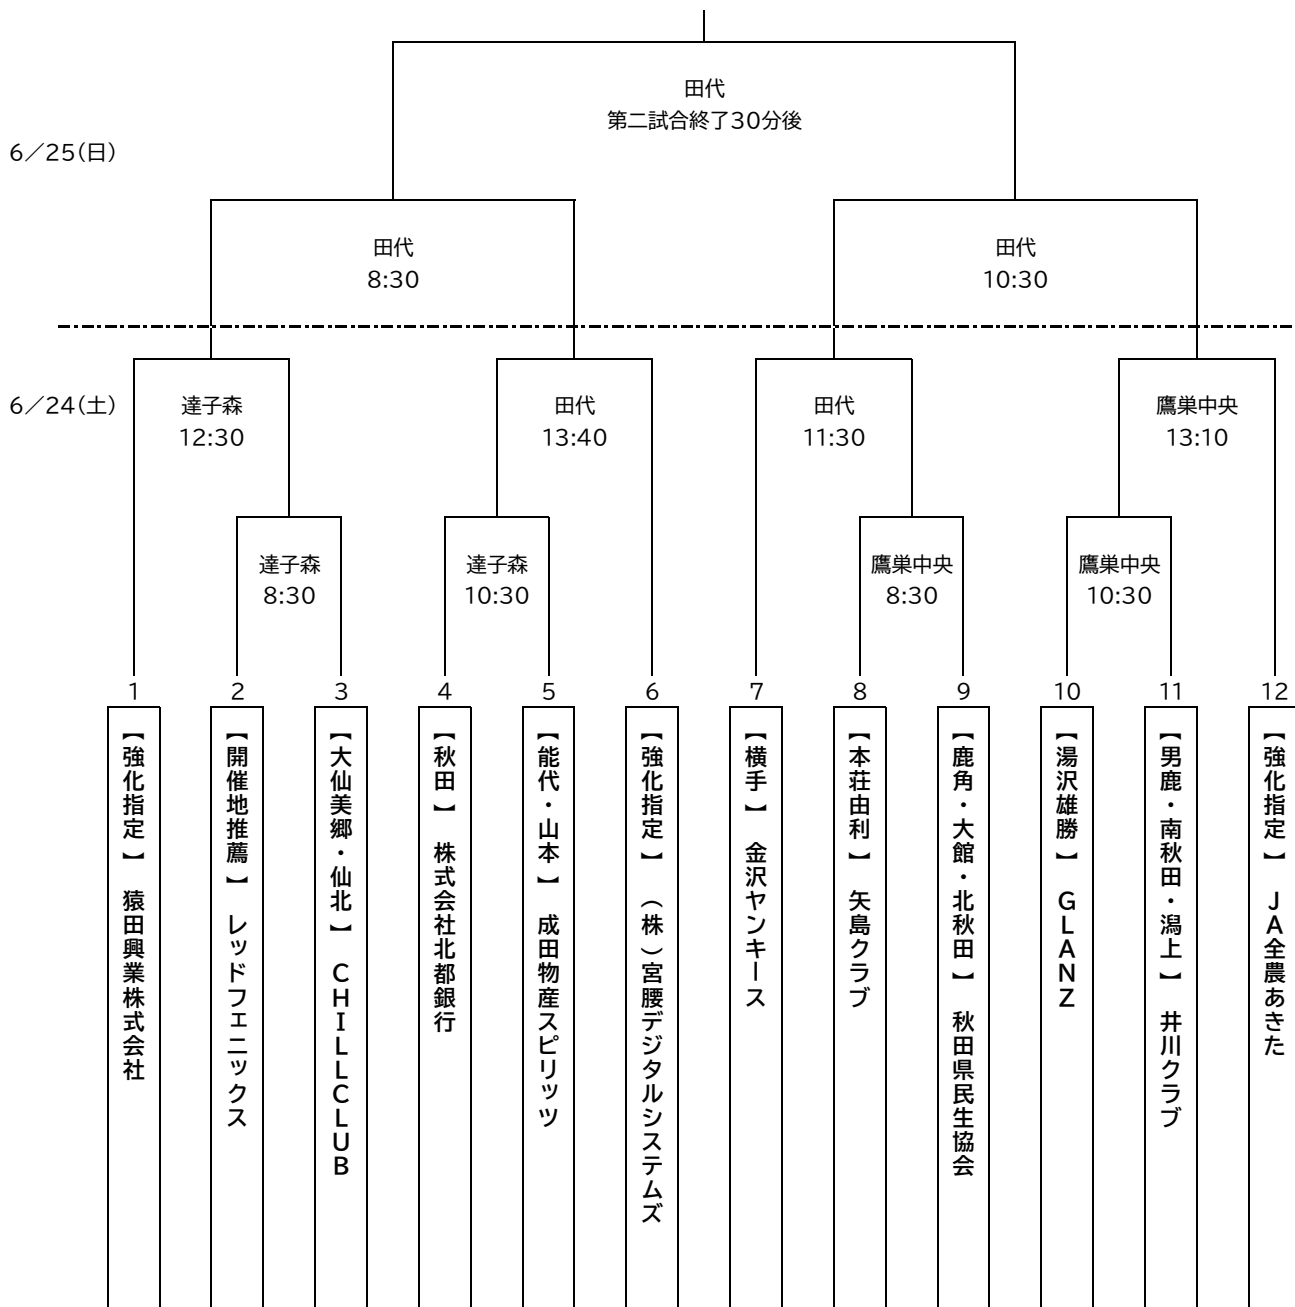 田代
第二試合終了30分後
6/25(日)
田代
8:30
田代
10:30
6/24(土)
達子森
12:30
田代
13:40
田代
11:30
鷹巣中央
13:10
達子森
8:30
達子森
10:30
鷹巣中央
8:30
鷹巣中央
10:30
1
2
3
4
5
6
7
8
9
10
11
12
【強化指定】 猿田興業株式会社
【開催地推薦】 レッドフェニックス
【大仙美郷・仙北】 CHILLCLUB
【秋田】 株式会社北都銀行
【能代・山本】 成田物産スピリッツ
【強化指定】 (株)宮腰デジタルシステムズ
【横手】 金沢ヤンキース
【本荘由利】 矢島クラブ
【鹿角・大館・北秋田】 秋田県民生協会
【湯沢雄勝】 GLANZ
【男鹿・南秋田・潟上】 井川クラブ
【強化指定】 JA全農あきた